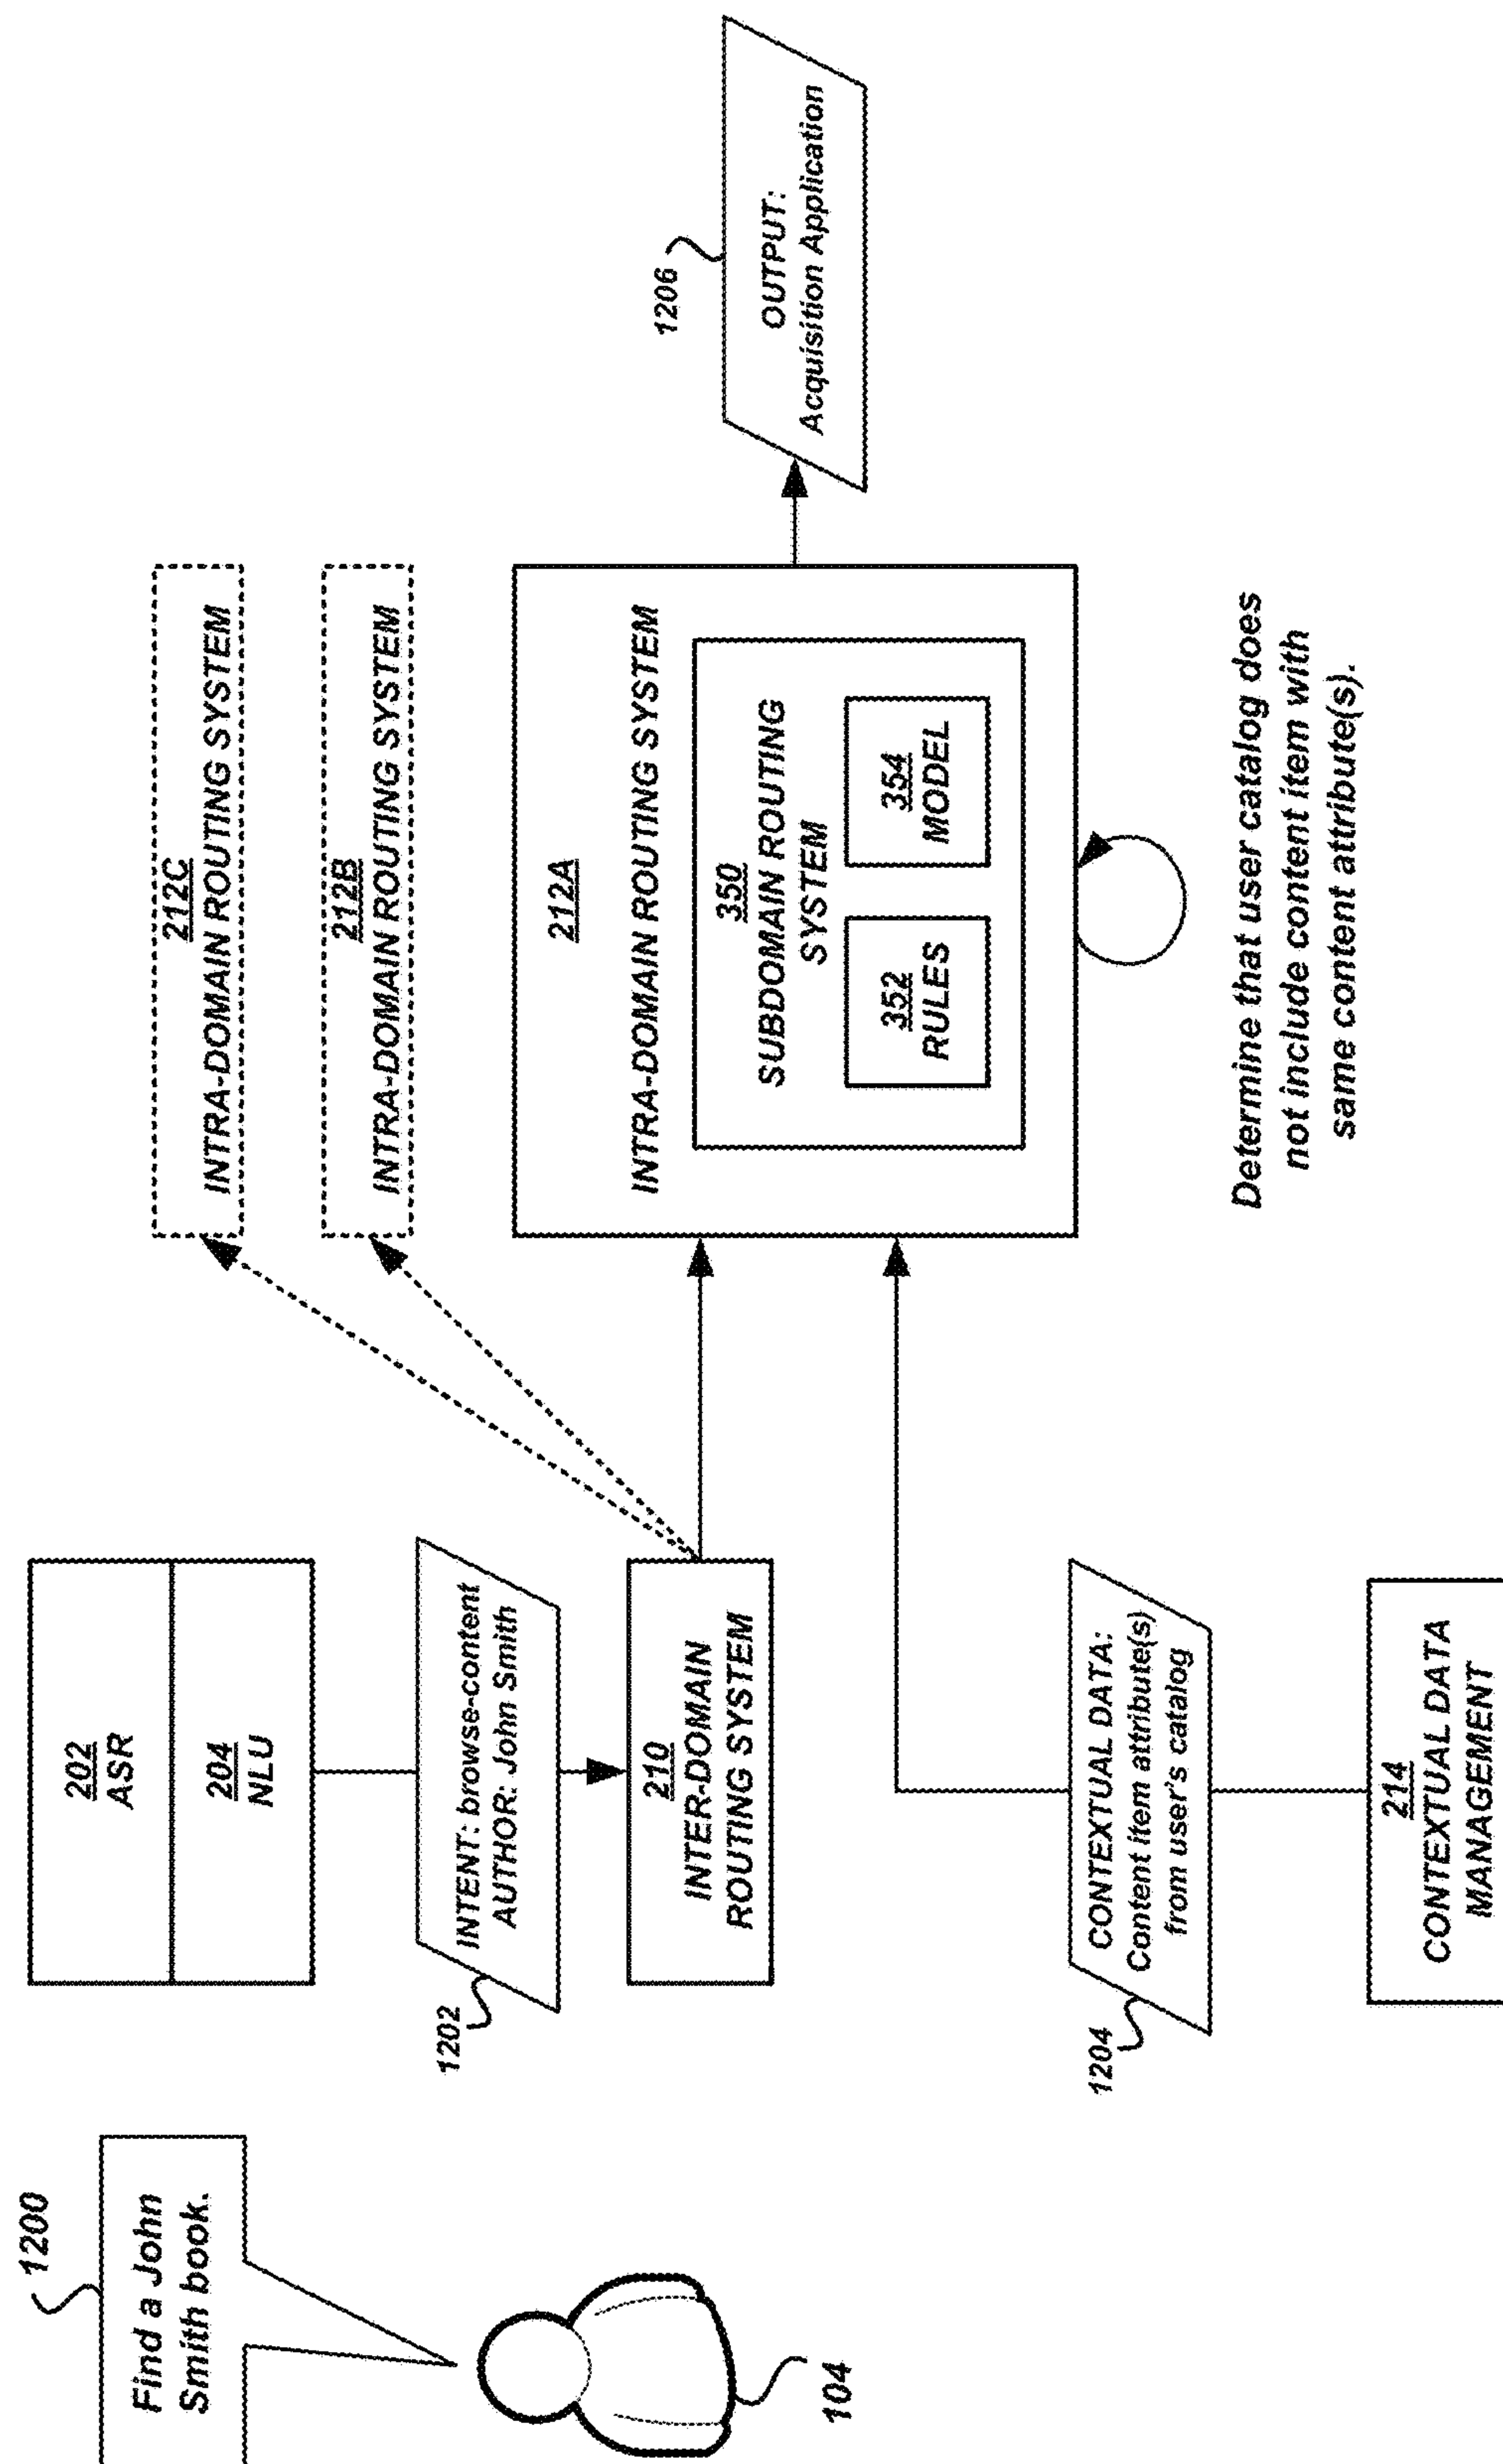 1200
Find a John
Smith book.
104
202
ASR
204
NLU
1202
INTENT: browse-content
AUTHOR: John Smith
210
INTER-DOMAIN
ROUTING SYSTEM
1204
CONTEXTUAL DATA:
Content item attribute(s)
from user's catalog
214
CONTEXTUAL DATA
MANAGEMENT
212C
INTRA-DOMAIN ROUTING SYSTEM
212B
INTRA-DOMAIN ROUTING SYSTEM
212A
INTRA-DOMAIN ROUTING SYSTEM
350
SUBDOMAIN ROUTING
SYSTEM
352
RULES
354
MODEL
Determine that user catalog does
not include content item with
same content attribute(s).
1206
OUTPUT:
Acquisition Application